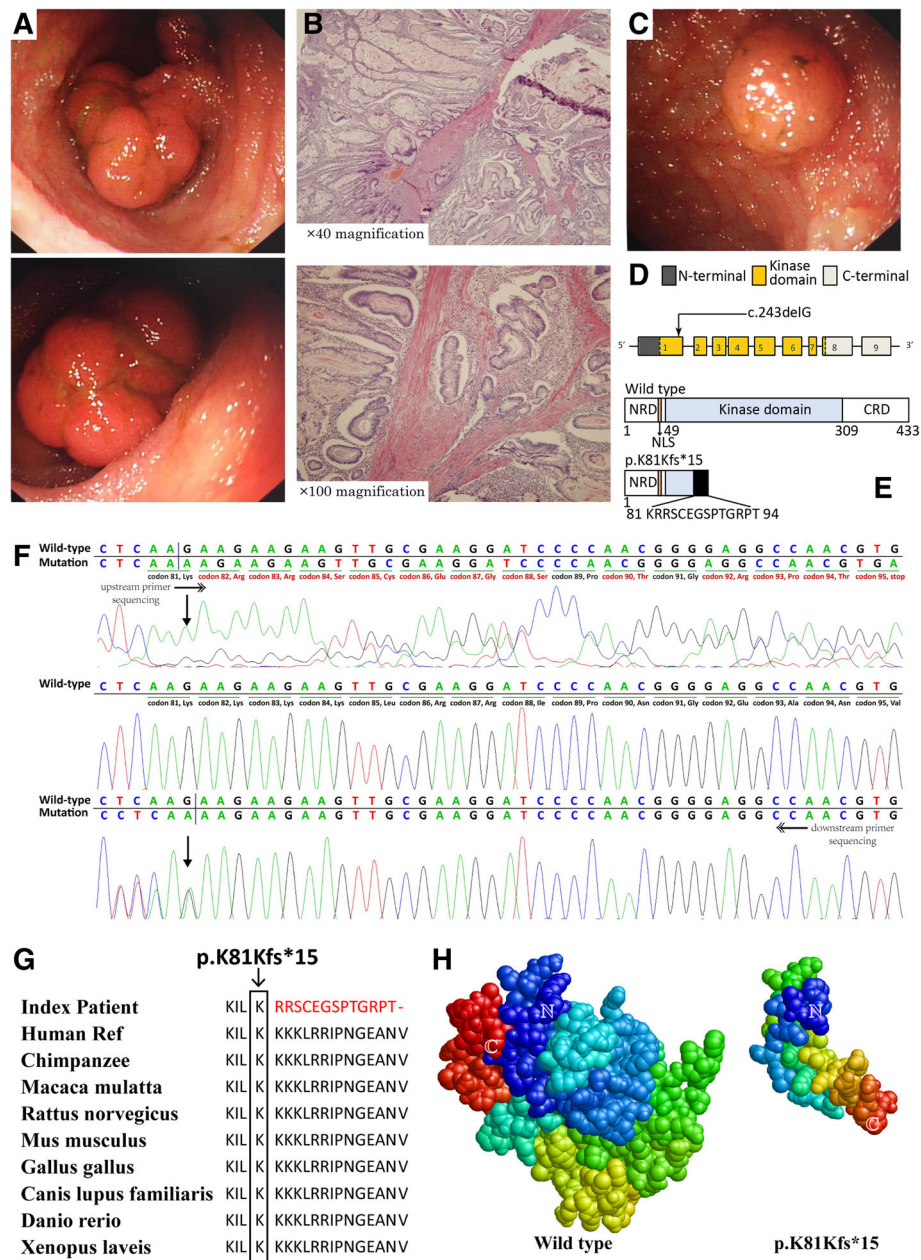 A
B
C
×40 magnification
×100 magnification
D
N-terminal
Kinase domain
C-terminal
c.243delG
5′ 1 2 3 4 5 6 7 8 9 3′
Wild type
NRD Kinase domain CRD
1 49 309 433
NLS
p.K81Kfs*15
NRD
1
E
81 KRRSCEGSPTGRPT 94
F
Wild-type C T C A A G A A G A A G A A G T T G C G A A G G A T C C C C A A C G G G G A G G C C A A C G T G
Mutation C T C A A A A G A A G A A G T T G C G A A G G A T C C C C A A C G G G G A G G C C A A C G T G A
codon 81, Lys codon 82, Arg codon 83, Arg codon 84, Ser codon 85, Cys codon 86, Glu codon 87, Gly codon 88, Ser codon 89, Pro codon 90, Thr codon 91, Gly codon 92, Arg codon 93, Pro codon 94, Thr codon 95, stop
upstream primer
sequencing
Wild-type C T C A A G A A G A A G A A G T T G C G A A G G A T C C C C A A C G G G G A G G C C A A C G T G
codon 81, Lys codon 82, Lys codon 83, Lys codon 84, Lys codon 85, Leu codon 86, Arg codon 87, Arg codon 88, Ile codon 89, Pro codon 90, Asn codon 91, Gly codon 92, Glu codon 93, Ala codon 94, Asn codon 95, Val
Wild-type C T C A A G A A G A A G A A G T T G C G A A G G A T C C C C A A C G G G G A G G C C A A C G T G
Mutation C C T C A A A A G A A G A A G T T G C G A A G G A T C C C C A A C G G G G A G G C C A A C G T G
downstream primer
sequencing
G
p.K81Kfs*15
Index Patient KIL K RRSCEGSPTGRPT-
Human Ref KIL K KKKLRRIPNGEANV
Chimpanzee KIL K KKKLRRIPNGEANV
Macaca mulatta KIL K KKKLRRIPNGEANV
Rattus norvegicus KIL K KKKLRRIPNGEANV
Mus musculus KIL K KKKLRRIPNGEANV
Gallus gallus KIL K KKKLRRIPNGEANV
Canis lupus familiaris KIL K KKKLRRIPNGEANV
Danio rerio KIL K KKKLRRIPNGEANV
Xenopus laveis KIL K KKKLRRIPNGEANV
H
N
C
Wild type
N
C
p.K81Kfs*15